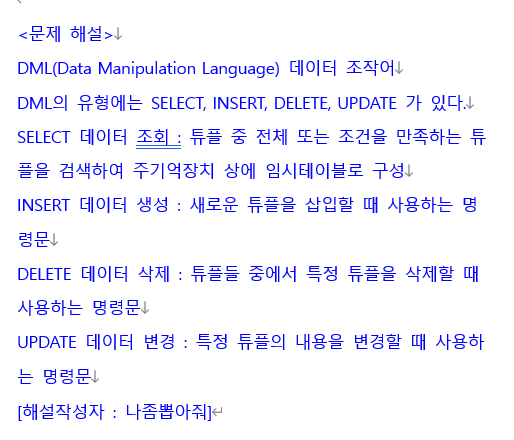 <문제 해설>↓
DML(Data Manipulation Language) 데이터 조작어↓
DML의 유형에는 SELECT, INSERT, DELETE, UPDATE 가 있다.↓
SELECT 데이터 조회 : 튜플 중 전체 또는 조건을 만족하는 튜
플을 검색하여 주기억장치 상에 임시테이블로 구성↓
INSERT 데이터 생성 : 새로운 튜플을 삽입할 때 사용하는 명
령문↓
DELETE 데이터 삭제 : 튜플들 중에서 특정 튜플을 삭제할 때
사용하는 명령문↓
UPDATE 데이터 변경 : 특정 튜플의 내용을 변경할 때 사용하
는 명령문↓
[해설작성자 : 나좀뽑아줘]↵